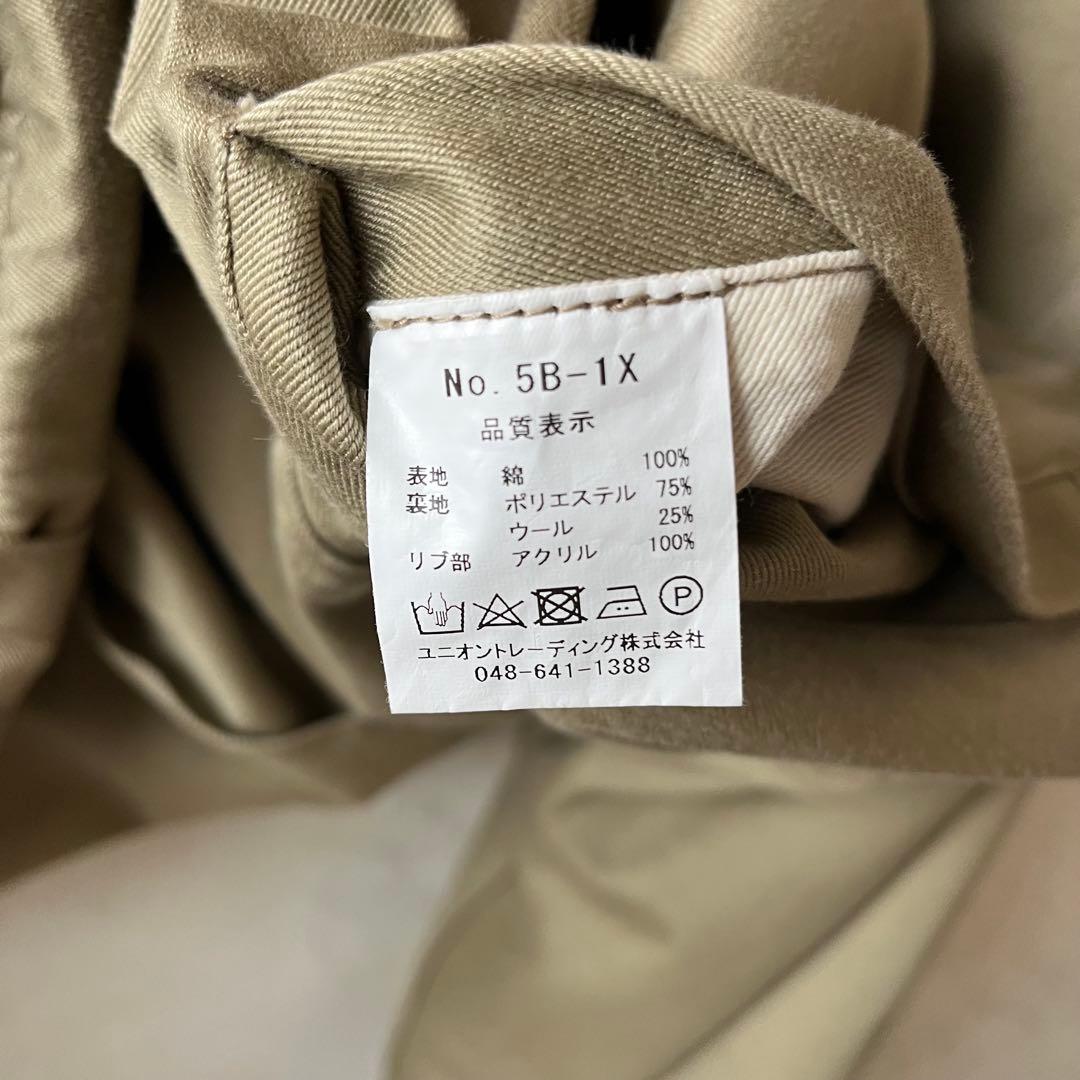 No. 5B-1X
品質表示
表地 綿 100%
裏地 ポリエステル 75%
ウール 25%
リブ部 アクリル 100%
P
ユニオントレーディング株式会社
048-641-1388